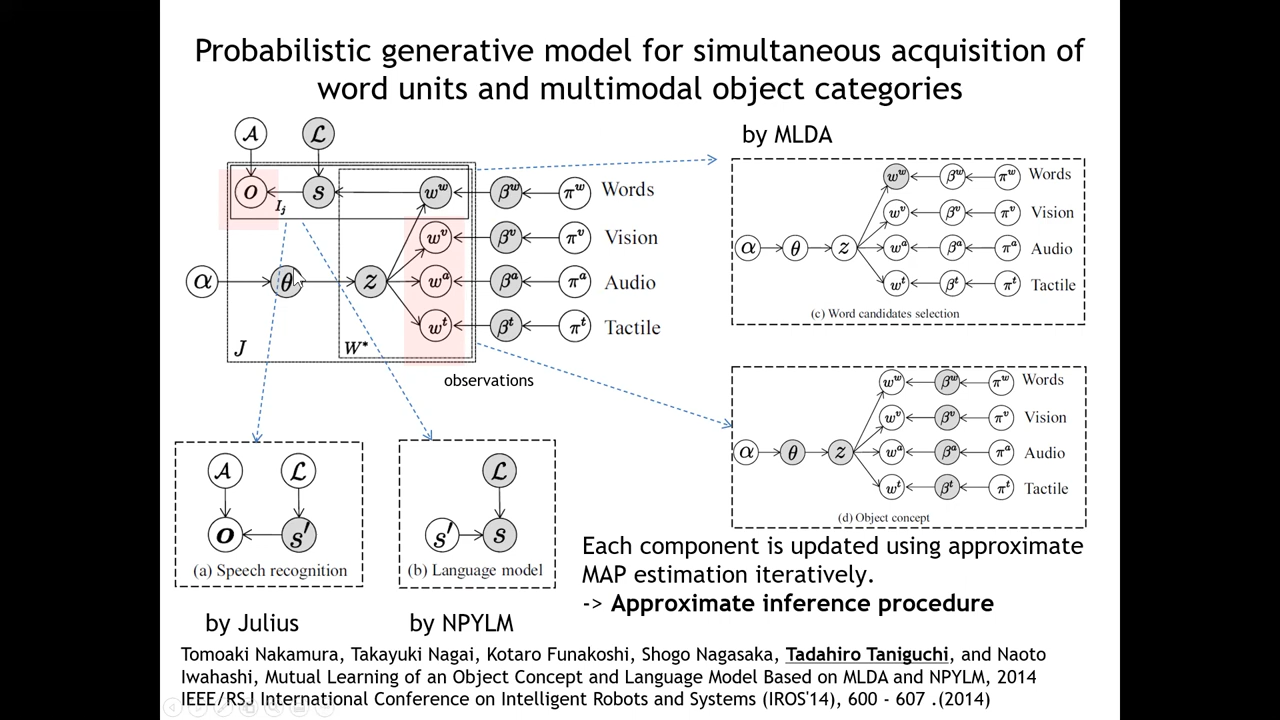 Probabilistic generative model for simultaneous acquisition of
word units and multimodal object categories
by MLDA
𝒜
ℒ
o
s
I_j
w^w
β^w
π^w
Words
w^v
β^v
π^v
Vision
α
θ
z
w^a
β^a
π^a
Audio
w^t
β^t
π^t
Tactile
J
W*
observations
w^w
β^w
π^w
Words
w^v
β^v
π^v
Vision
α
θ
z
w^a
β^a
π^a
Audio
w^t
β^t
π^t
Tactile
(c) Word candidates selection
w^w
β^w
π^w
Words
w^v
β^v
π^v
Vision
α
θ
z
w^a
β^a
π^a
Audio
w^t
β^t
π^t
Tactile
(d) Object concept
𝒜
ℒ
o
s′
(a) Speech recognition
by Julius
ℒ
s′
s
(b) Language model
by NPYLM
Each component is updated using approximate
MAP estimation iteratively.
-> Approximate inference procedure
Tomoaki Nakamura, Takayuki Nagai, Kotaro Funakoshi, Shogo Nagasaka, Tadahiro Taniguchi, and Naoto
Iwahashi, Mutual Learning of an Object Concept and Language Model Based on MLDA and NPYLM, 2014
IEEE/RSJ International Conference on Intelligent Robots and Systems (IROS'14), 600 - 607 .(2014)